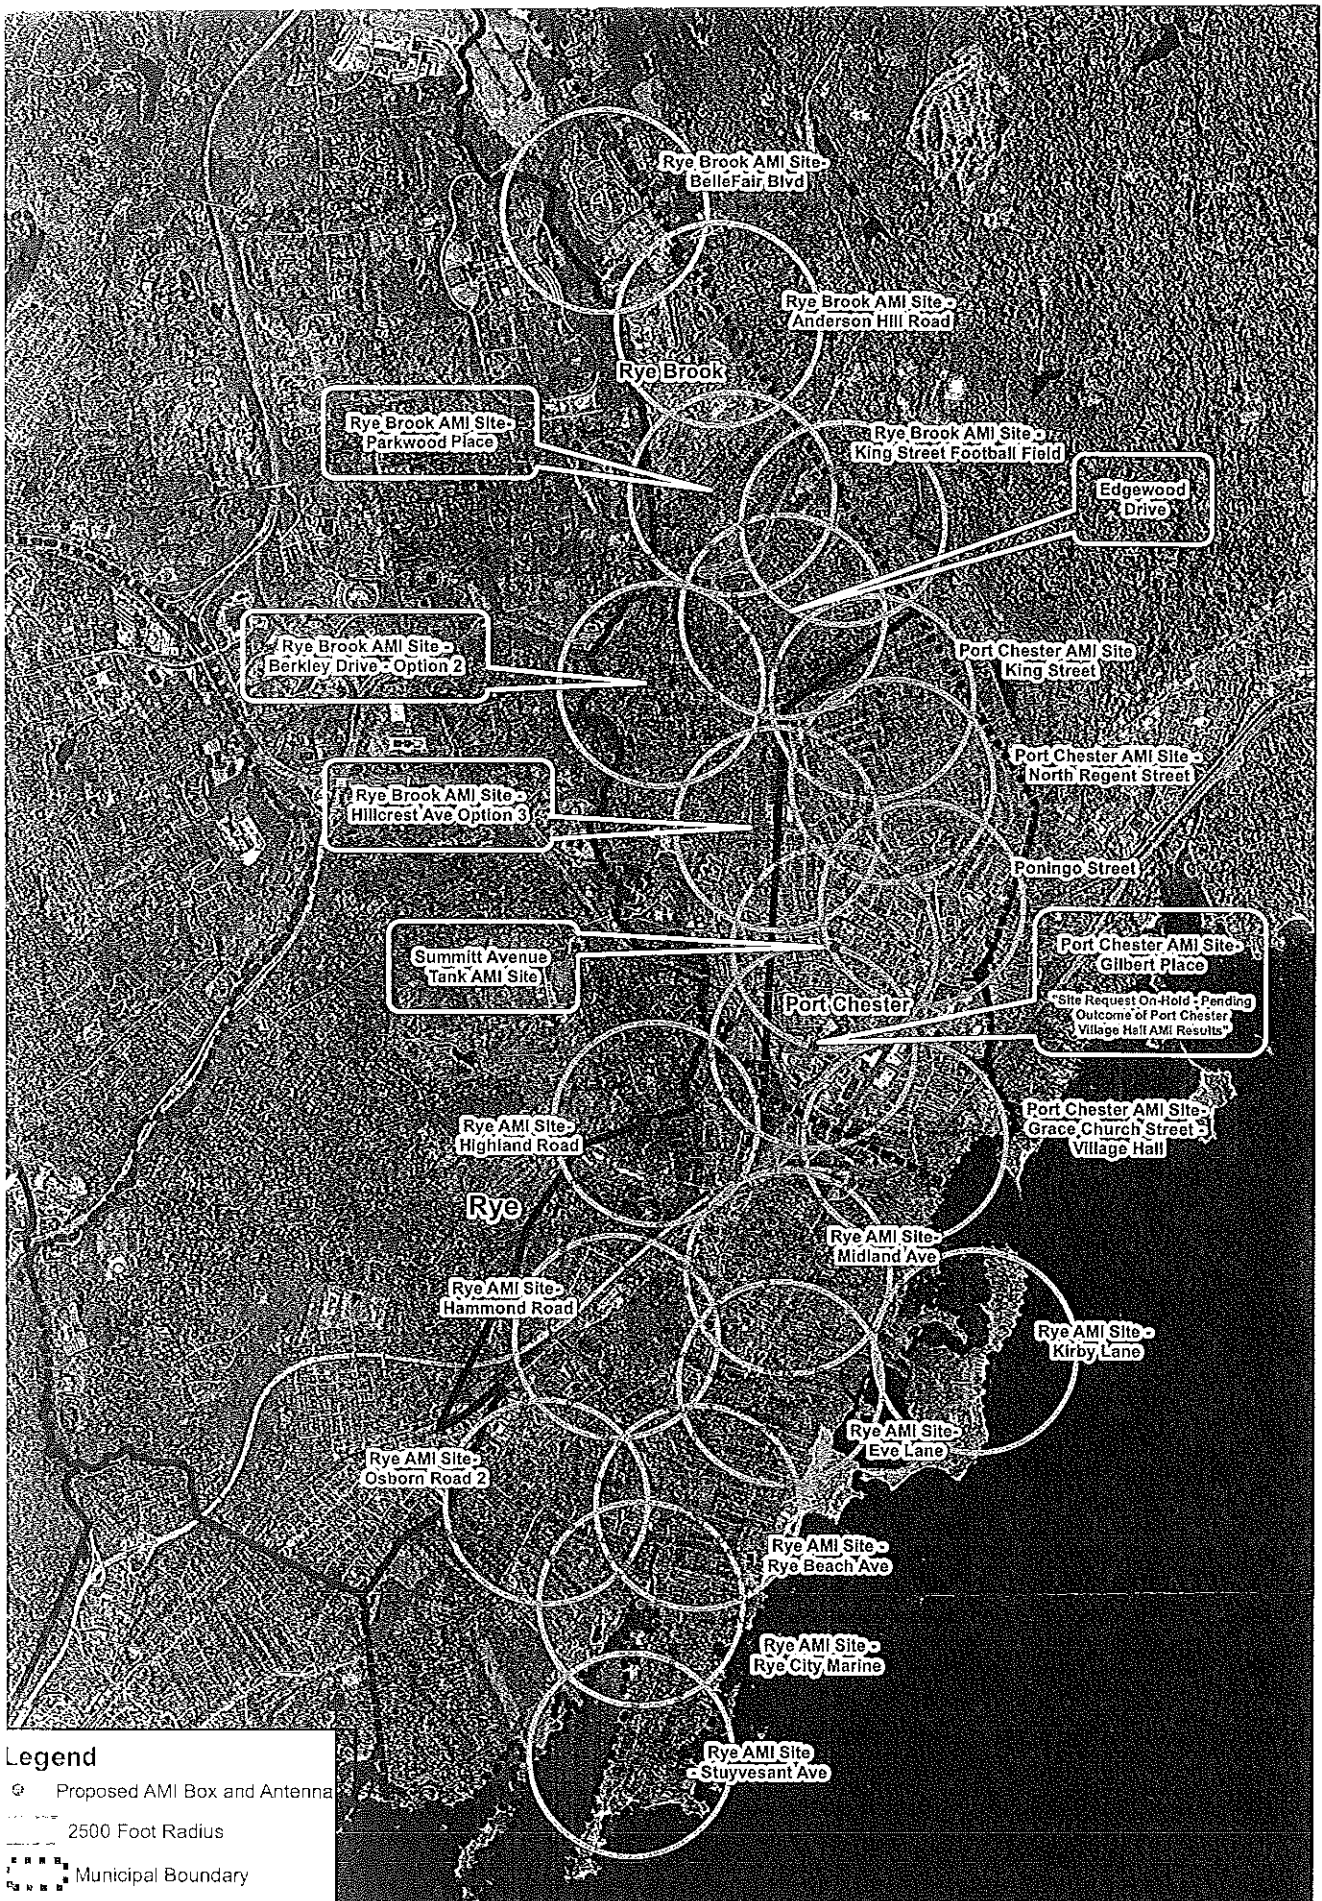 Rye Brook AMI Site-
BelleFair Blvd
Rye Brook AMI Site -
Anderson Hill Road
Rye Brook
Rye Brook AMI Site-
Parkwood Place
Rye Brook AMI Site -
King Street Football Field
Edgewood
Drive
Rye Brook AMI Site -
Berkley Drive - Option 2
Port Chester AMI Site
King Street
Port Chester AMI Site -
North Regent Street
Rye Brook AMI Site -
Hillcrest Ave Option 3
Poningo Street
Summitt Avenue
Tank AMI Site
Port Chester AMI Site-
Gilbert Place
"Site Request On-Hold - Pending
Outcome of Port Chester
Village Hall AMI Results"
Port Chester
Port Chester AMI Site-
Grace Church Street -
Village Hall
Rye AMI Site-
Highland Road
Rye
Rye AMI Site-
Midland Ave
Rye AMI Site-
Hammond Road
Rye AMI Site -
Kirby Lane
Rye AMI Site-
Eve Lane
Rye AMI Site-
Osborn Road 2
Rye AMI Site -
Rye Beach Ave
Rye AMI Site -
Rye City Marine
Rye AMI Site
- Stuyvesant Ave
Legend
Proposed AMI Box and Antenna
2500 Foot Radius
Municipal Boundary